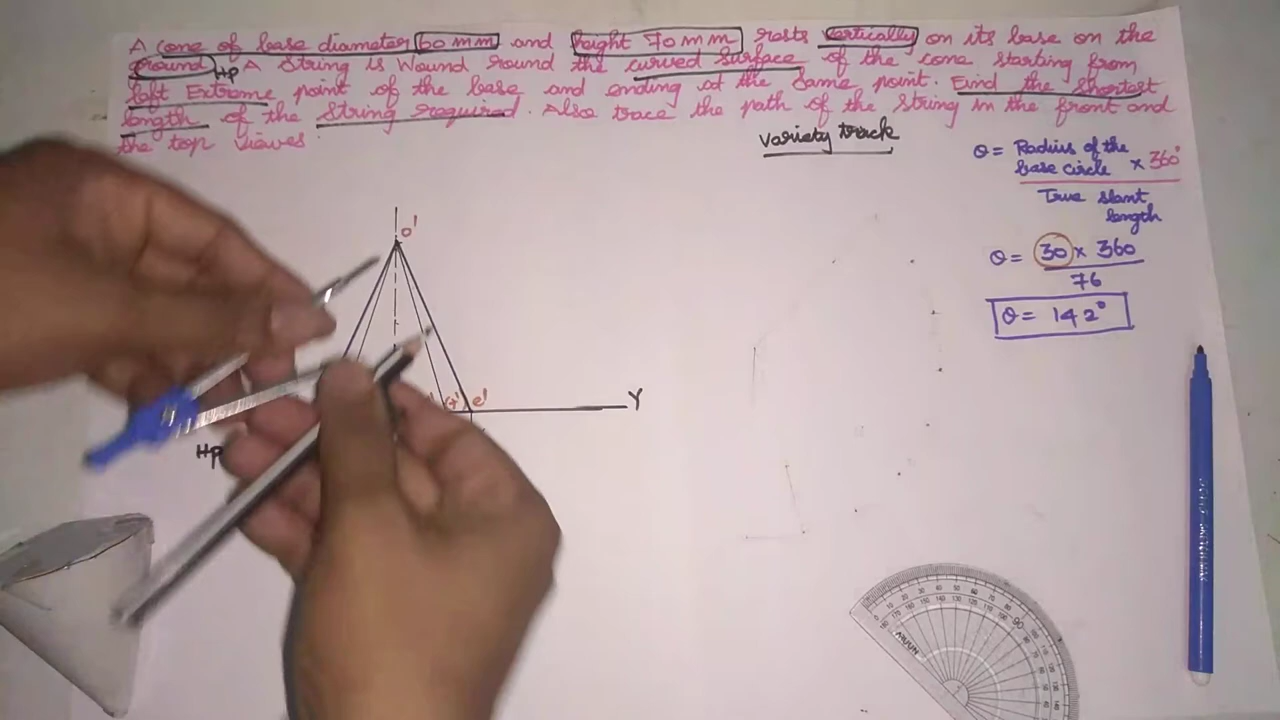 A cone of base diameter 60 mm and height 70 mm rests vertically on its base on the
ground. A String is Wound round the curved surface of the cone starting from
Hp
left Extreme point of the base and ending at the Same point. Find the shortest
length of the string required. Also trace the path of the String in the front and
the top viewes.
variety track
θ = Radius of the
base circle × 360°
True slant
length
θ = 30 × 360
76
θ = 142°
o'
e'
Y
Hp